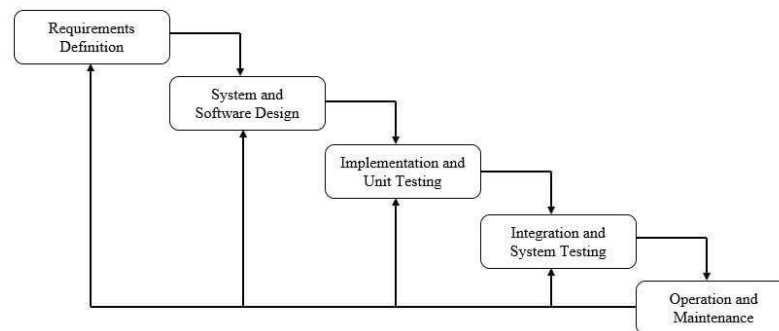 Requirements
Definition
System and
Software Design
Implementation and
Unit Testing
Integration and
System Testing
Operation and
Maintenance